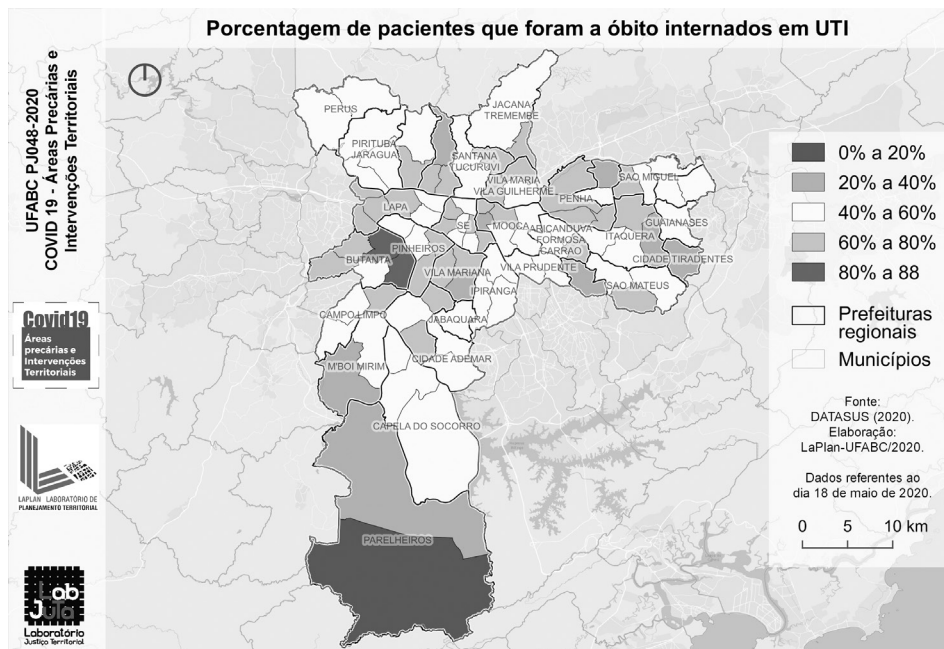 Porcentagem de pacientes que foram a óbito internados em UTI
UFABC PJ048-2020
COVID 19 - Áreas Precárias e
Intervenções Territoriais
Covid19
Áreas
precárias e
Intervenções
Territoriais
LAPLAN LABORATÓRIO DE
PLANEJAMENTO TERRITORIAL
Lab
JuTa
Laboratório
Justiço Territorial
PERUS
JACANA
TREMEMBE
PIRITUBA
JARAGUA
SANTANA
TUCURUVI
VILA MARIA
VILA GUILHERME
SAO MIGUEL
PENHA
LAPA
SE
MOOCA
ARICANDUVA
FORMOSA
CARRAO
ITAQUERA
GUAIANASES
CIDADE TIRADENTES
PINHEIROS
BUTANTA
VILA MARIANA
VILA PRUDENTE
IPIRANGA
SAO MATEUS
CAMPO LIMPO
JABAQUARA
CIDADE ADEMAR
M'BOI MIRIM
CAPELA DO SOCORRO
PARELHEIROS
0% a 20%
20% a 40%
40% a 60%
60% a 80%
80% a 88
Prefeituras
regionais
Municípios
Fonte:
DATASUS (2020).
Elaboração:
LaPlan-UFABC/2020.
Dados referentes ao
dia 18 de maio de 2020.
0 5 10 km